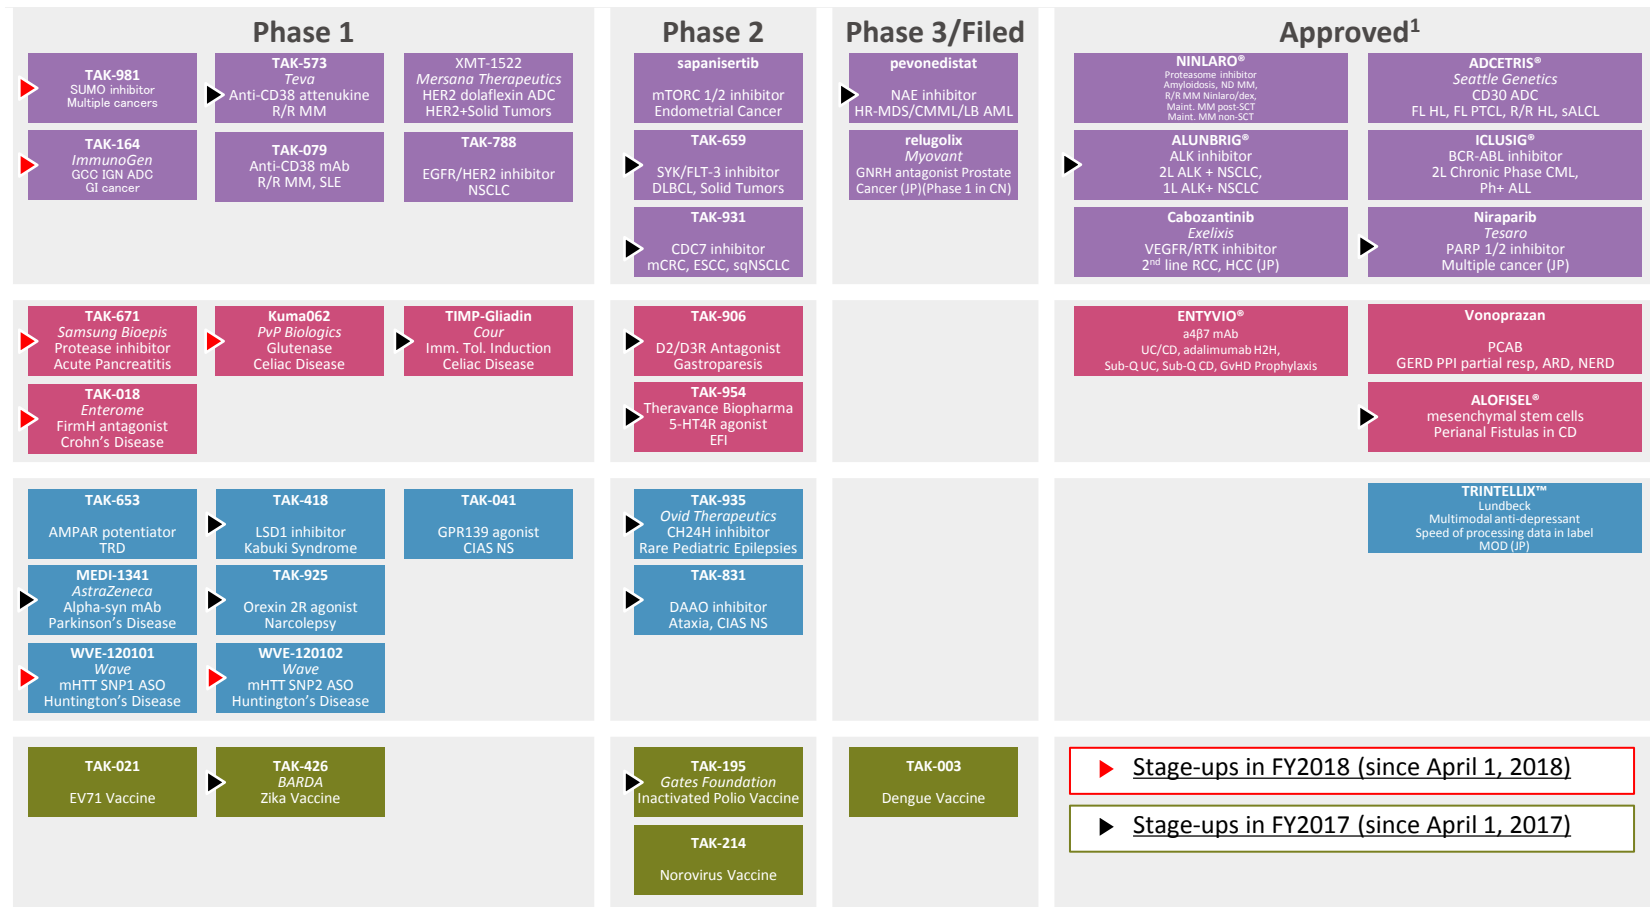 Phase 1
Phase 2
Phase 3/Filed
Approved1
TAK-981
SUMO inhibitor
Multiple cancers
TAK-573
Teva
Anti-CD38 attenukine
R/R MM
XMT-1522
Mersana Therapeutics
HER2 dolaflexin ADC
HER2+Solid Tumors
TAK-164
ImmunoGen
GCC IGN ADC
GI cancer
TAK-079
Anti-CD38 mAb
R/R MM, SLE
TAK-788
EGFR/HER2 inhibitor
NSCLC
sapanisertib
mTORC 1/2 inhibitor
Endometrial Cancer
TAK-659
SYK/FLT-3 inhibitor
DLBCL, Solid Tumors
TAK-931
CDC7 inhibitor
mCRC, ESCC, sqNSCLC
pevonedistat
NAE inhibitor
HR-MDS/CMML/LB AML
relugolix
Myovant
GNRH antagonist Prostate
Cancer (JP)(Phase 1 in CN)
NINLARO®
Proteasome inhibitor
Amyloidosis, ND MM,
R/R MM Ninlaro/dex,
Maint. MM post-SCT
Maint. MM non-SCT
ADCETRIS®
Seattle Genetics
CD30 ADC
FL HL, FL PTCL, R/R HL, sALCL
ALUNBRIG®
ALK inhibitor
2L ALK + NSCLC,
1L ALK+ NSCLC
ICLUSIG®
BCR-ABL inhibitor
2L Chronic Phase CML,
Ph+ ALL
Cabozantinib
Exelixis
VEGFR/RTK inhibitor
2nd line RCC, HCC (JP)
Niraparib
Tesaro
PARP 1/2 inhibitor
Multiple cancer (JP)
TAK-671
Samsung Bioepis
Protease inhibitor
Acute Pancreatitis
Kuma062
PvP Biologics
Glutenase
Celiac Disease
TIMP-Gliadin
Cour
Imm. Tol. Induction
Celiac Disease
TAK-018
Enterome
FirmH antagonist
Crohn's Disease
TAK-906
D2/D3R Antagonist
Gastroparesis
TAK-954
Theravance Biopharma
5-HT4R agonist
EFI
ENTYVIO®
a4β7 mAb
UC/CD, adalimumab H2H,
Sub-Q UC, Sub-Q CD, GvHD Prophylaxis
Vonoprazan
PCAB
GERD PPI partial resp, ARD, NERD
ALOFISEL®
mesenchymal stem cells
Perianal Fistulas in CD
TAK-653
AMPAR potentiator
TRD
TAK-418
LSD1 inhibitor
Kabuki Syndrome
TAK-041
GPR139 agonist
CIAS NS
MEDI-1341
AstraZeneca
Alpha-syn mAb
Parkinson's Disease
TAK-925
Orexin 2R agonist
Narcolepsy
WVE-120101
Wave
mHTT SNP1 ASO
Huntington's Disease
WVE-120102
Wave
mHTT SNP2 ASO
Huntington's Disease
TAK-935
Ovid Therapeutics
CH24H inhibitor
Rare Pediatric Epilepsies
TAK-831
DAAO inhibitor
Ataxia, CIAS NS
TRINTELLIX™
Lundbeck
Multimodal anti-depressant
Speed of processing data in label
MOD (JP)
TAK-021
EV71 Vaccine
TAK-426
BARDA
Zika Vaccine
TAK-195
Gates Foundation
Inactivated Polio Vaccine
TAK-214
Norovirus Vaccine
TAK-003
Dengue Vaccine
Stage-ups in FY2018 (since April 1, 2018)
Stage-ups in FY2017 (since April 1, 2017)